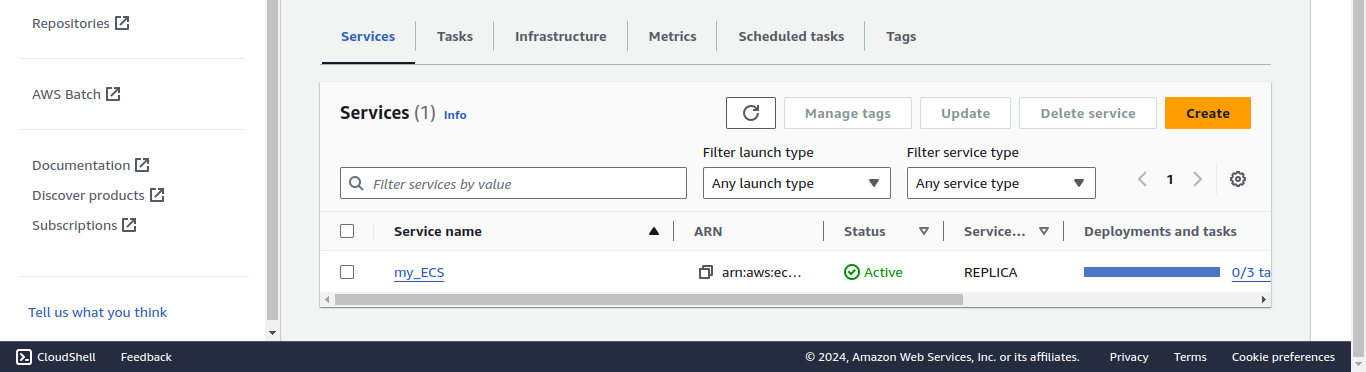 Repositories
Services Tasks Infrastructure Metrics Scheduled tasks Tags
AWS Batch
Services (1) Info
Manage tags Update Delete service Create
Filter launch type Filter service type
Documentation
Discover products
Subscriptions
Filter services by value Any launch type Any service type 1
Service name ARN Status Service... Deployments and tasks
my_ECS arn:aws:ec... Active REPLICA 0/3 ta
Tell us what you think
CloudShell Feedback © 2024, Amazon Web Services, Inc. or its affiliates. Privacy Terms Cookie preferences